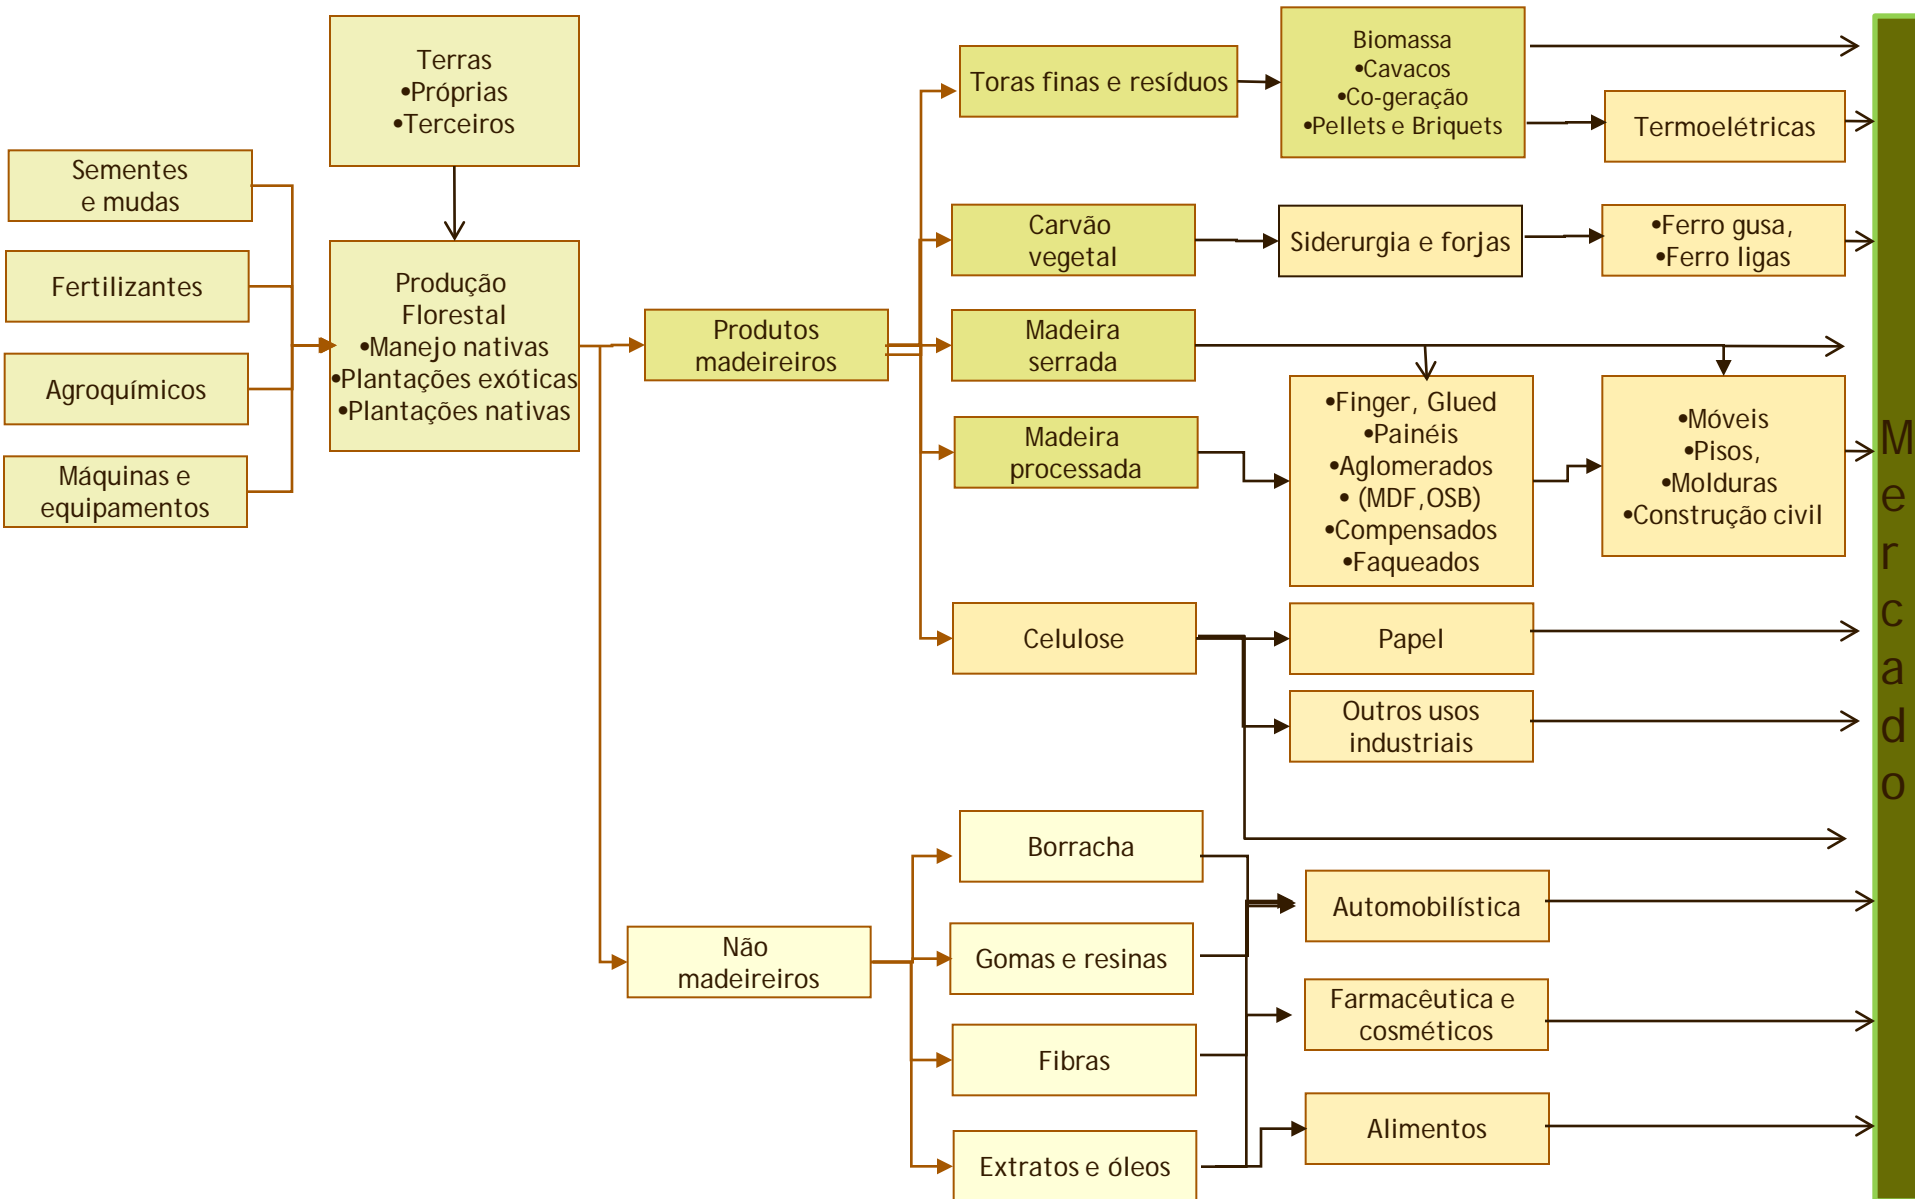 Terras
•Próprias
•Terceiros
Sementes
e mudas
Fertilizantes
Agroquímicos
Máquinas e
equipamentos
Produção
Florestal
•Manejo nativas
•Plantações exóticas
•Plantações nativas
Produtos
madeireiros
Não
madeireiros
Toras finas e resíduos
Biomassa
•Cavacos
•Co-geração
•Pellets e Briquets
Termoelétricas
Carvão
vegetal
Siderurgia e forjas
•Ferro gusa,
•Ferro ligas
Madeira
serrada
Madeira
processada
•Finger, Glued
•Painéis
•Aglomerados
• (MDF,OSB)
•Compensados
•Faqueados
•Móveis
•Pisos,
•Molduras
•Construção civil
Celulose
Papel
Outros usos
industriais
Borracha
Gomas e resinas
Fibras
Extratos e óleos
Automobilística
Farmacêutica e
cosméticos
Alimentos
Mercado